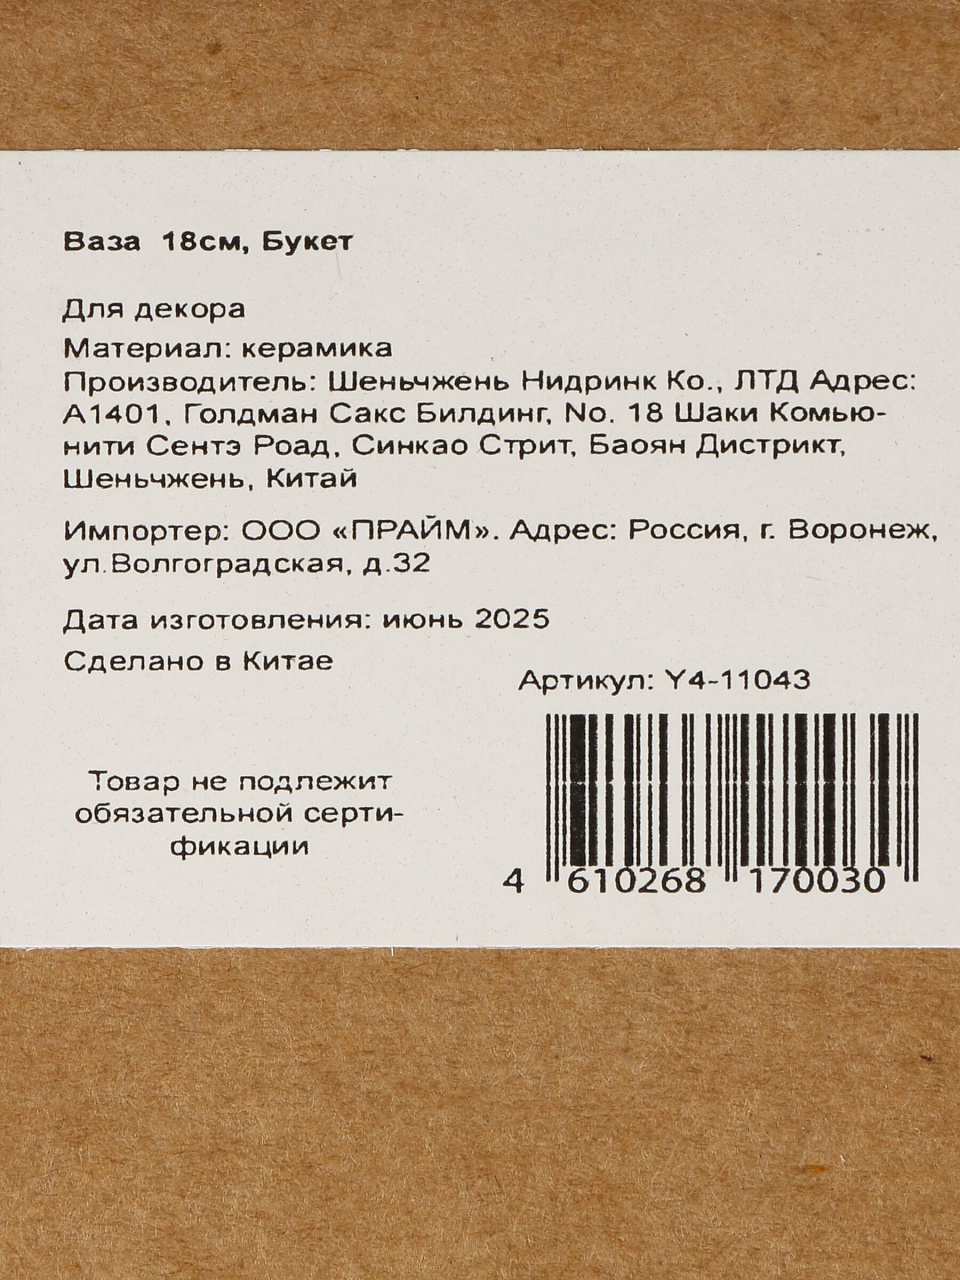 Ваза 18см, Букет
Для декора
Материал: керамика
Производитель: Шеньчжень Нидринк Ко., ЛТД Адрес:
А1401, Голдман Сакс Билдинг, No. 18 Шаки Комью-
нити Сентэ Роад, Синкао Стрит, Баоян Дистрикт,
Шеньчжень, Китай
Импортер: ООО «ПРАЙМ». Адрес: Россия, г. Воронеж,
ул.Волгоградская, д.32
Дата изготовления: июнь 2025
Сделано в Китае
Артикул: Y4-11043
Товар не подлежит
обязательной серти-
фикации
4 610268 170030